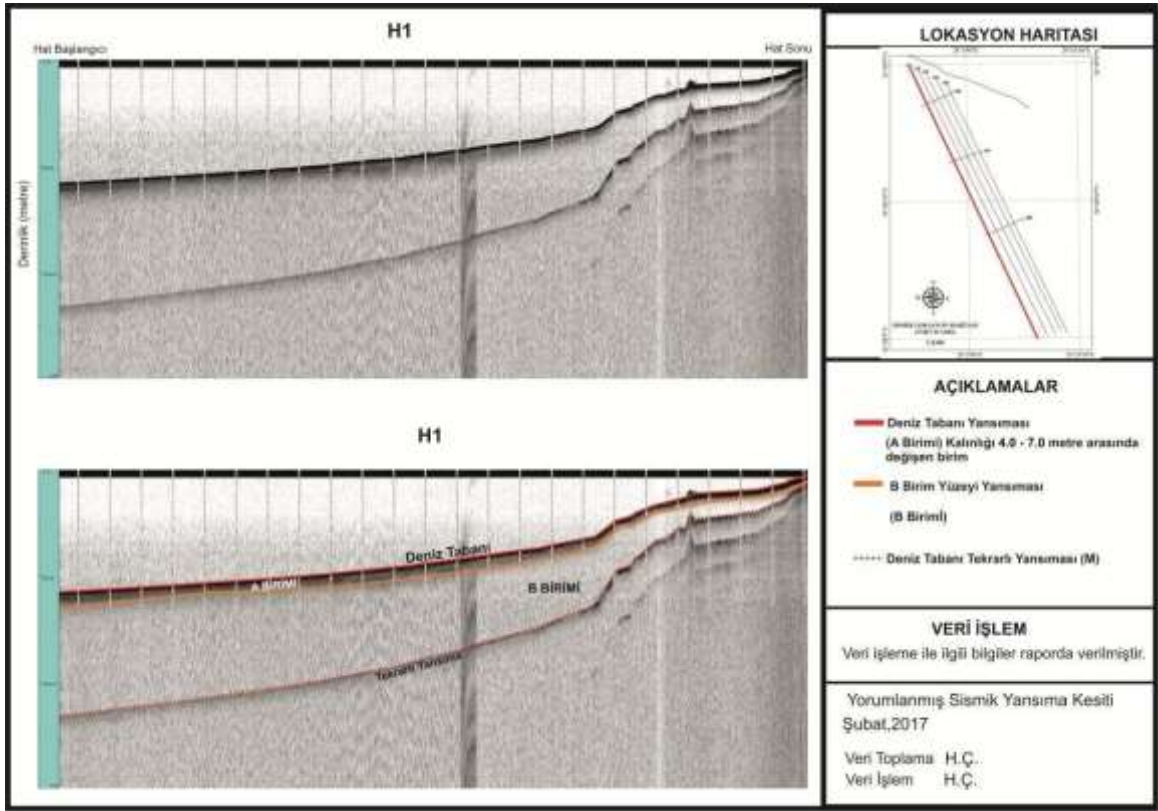 H1
Hat Başlangıcı
Hat Sonu
Derinlik (metre)
H1
Deniz Tabanı
A BİRİMİ
B BİRİMİ
Tekrarlı Yansıma
LOKASYON HARİTASI
AÇIKLAMALAR
Deniz Tabanı Yansıması
(A Birimi) Kalınlığı 4.0 - 7.0 metre arasında
değişen birim
B Birim Yüzeyi Yansıması
(B Birimİ)
Deniz Tabanı Tekrarlı Yansıması (M)
VERİ İŞLEM
Veri işleme ile ilgili bilgiler raporda verilmiştir.
Yorumlanmış Sismik Yansıma Kesiti
Şubat,2017
Veri Toplama H.Ç.
Veri İşlem H.Ç.